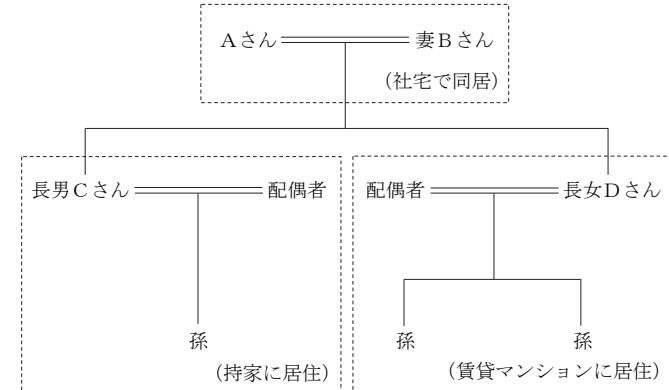 Aさん 妻Bさん
（社宅で同居）
長男Cさん 配偶者 配偶者 長女Dさん
孫 孫 孫
（持家に居住） （賃貸マンションに居住）